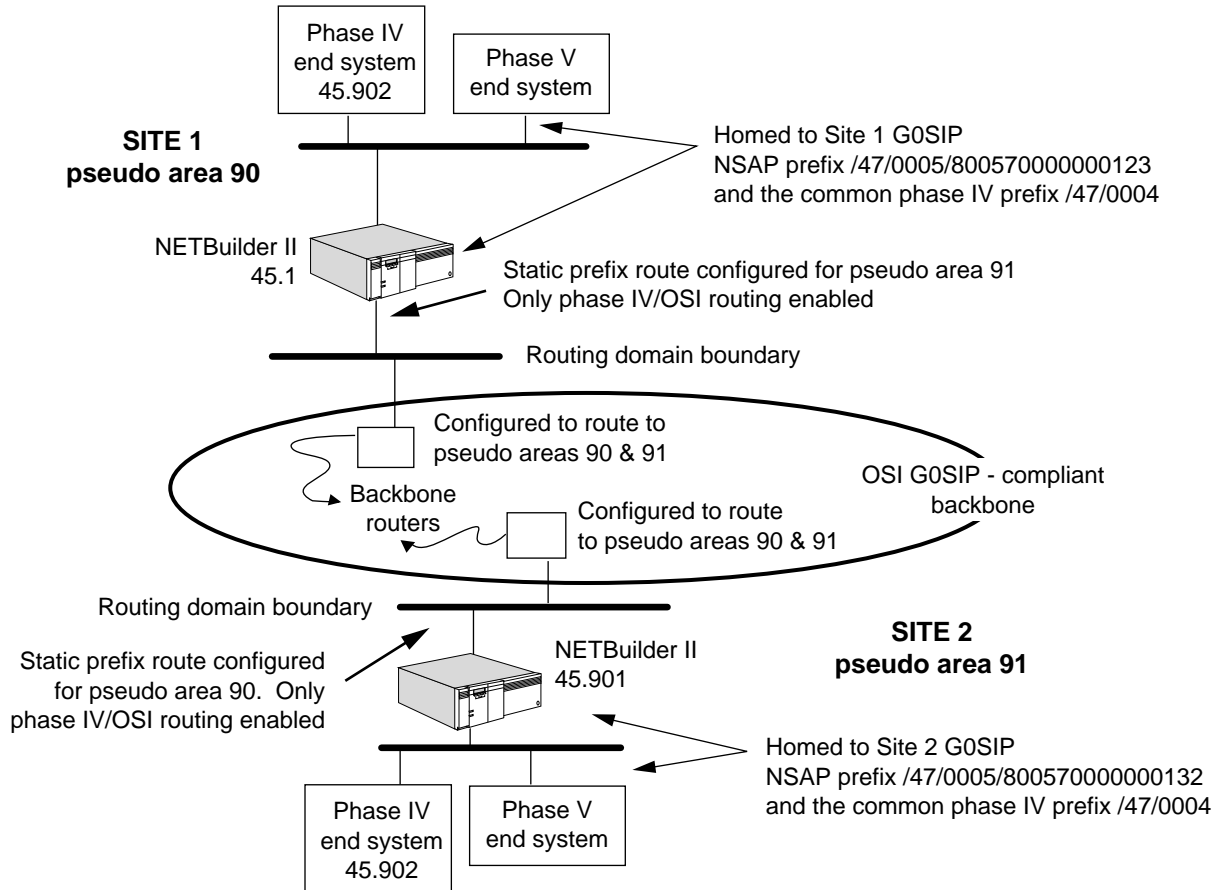 Phase IV
end system
45.902
Phase V
end system
SITE 1
pseudo area 90
Homed to Site 1 G0SIP
NSAP prefix /47/0005/800570000000123
and the common phase IV prefix /47/0004
NETBuilder II
45.1
Static prefix route configured for pseudo area 91
Only phase IV/OSI routing enabled
Routing domain boundary
Configured to route to
pseudo areas 90 & 91
OSI G0SIP - compliant
backbone
Backbone
routers
Configured to route
to pseudo areas 90 & 91
Routing domain boundary
SITE 2
pseudo area 91
NETBuilder II
45.901
Static prefix route configured
for pseudo area 90.  Only
phase IV/OSI routing enabled
Homed to Site 2 G0SIP
NSAP prefix /47/0005/800570000000132
and the common phase IV prefix /47/0004
Phase IV
end system
45.902
Phase V
end system